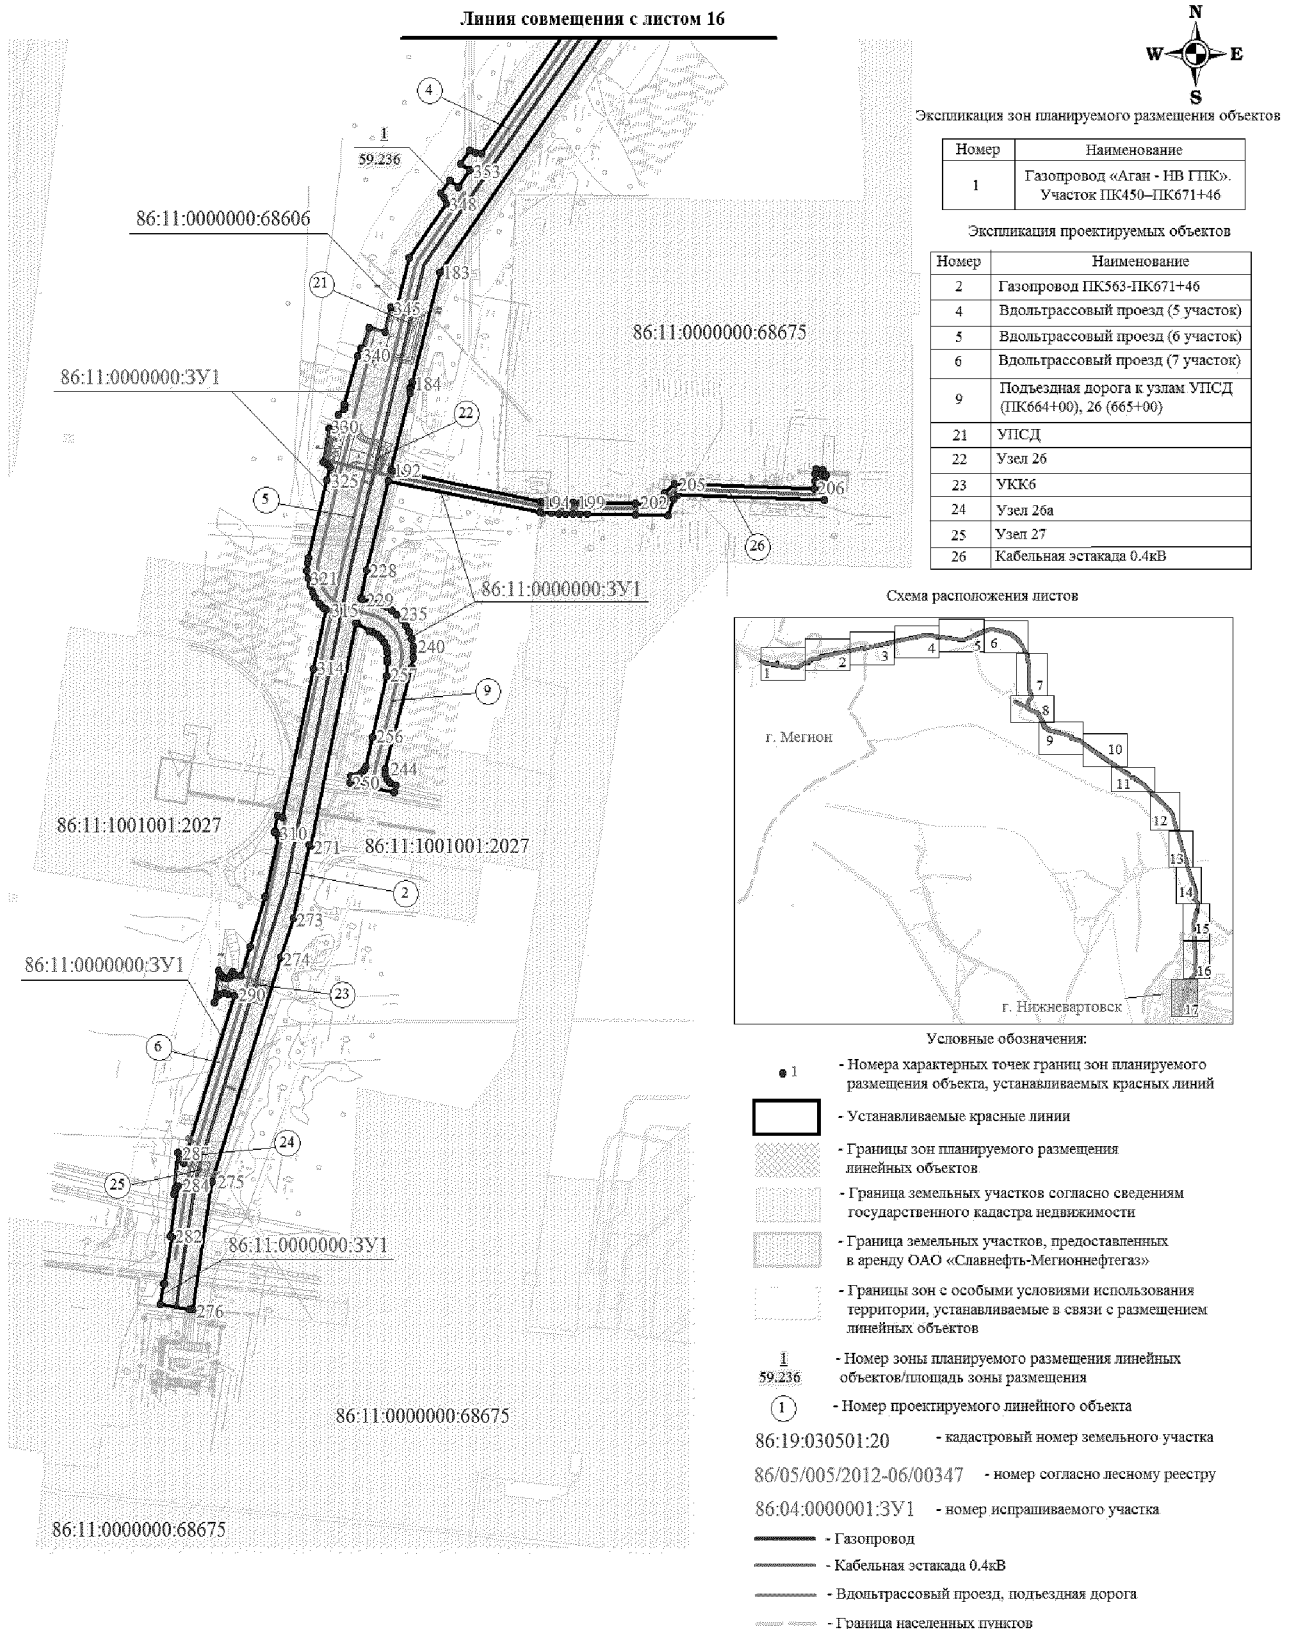 Линия совмещения с листом 16
N
W
E
S
Экспликация зон планируемого размещения объектов
Номер
Наименование
1
Газопровод «Аган - НВ ГПК».
Участок ПК450–ПК671+46
Экспликация проектируемых объектов
Номер
Наименование
2
Газопровод ПК563-ПК671+46
4
Вдольтрассовый проезд (5 участок)
5
Вдольтрассовый проезд (6 участок)
6
Вдольтрассовый проезд (7 участок)
9
Подъездная дорога к узлам УПСД
(ПК664+00), 26 (665+00)
21
УПСД
22
Узел 26
23
УКК6
24
Узел 26а
25
Узел 27
26
Кабельная эстакада 0.4кВ
4
1
59.236
353
348
86:11:0000000:68606
183
21
345
86:11:0000000:68675
340
86:11:0000000:ЗУ1
184
22
330
192
325
205
206
194
199
202
5
26
321
228
86:11:0000000:ЗУ1
229
315
235
240
314
257
9
256
244
250
86:11:1001001:2027
310
271
86:11:1001001:2027
2
273
274
86:11:0000000:ЗУ1
290
23
6
287
24
25
284
275
282
86:11:0000000:ЗУ1
276
86:11:0000000:68675
86:11:0000000:68675
Схема расположения листов
1
2
3
4
5
6
7
8
9
10
11
12
13
14
15
16
17
г. Мегион
г. Нижневартовск
Условные обозначения:
1
- Номера характерных точек границ зон планируемого
размещения объекта, устанавливаемых красных линий
- Устанавливаемые красные линии
- Границы зон планируемого размещения
линейных объектов
- Граница земельных участков согласно сведениям
государственного кадастра недвижимости
- Граница земельных участков, предоставленных
в аренду ОАО «Славнефть-Мегионнефтегаз»
- Границы зон с особыми условиями использования
территории, устанавливаемые в связи с размещением
линейных объектов
1
59.236
- Номер зоны планируемого размещения линейных
объектов/площадь зоны размещения
1
- Номер проектируемого линейного объекта
86:19:030501:20
- кадастровый номер земельного участка
86/05/005/2012-06/00347
- номер согласно лесному реестру
86:04:0000001:ЗУ1
- номер испрашиваемого участка
- Газопровод
- Кабельная эстакада 0.4кВ
- Вдольтрассовый проезд, подъездная дорога
- Граница населенных пунктов